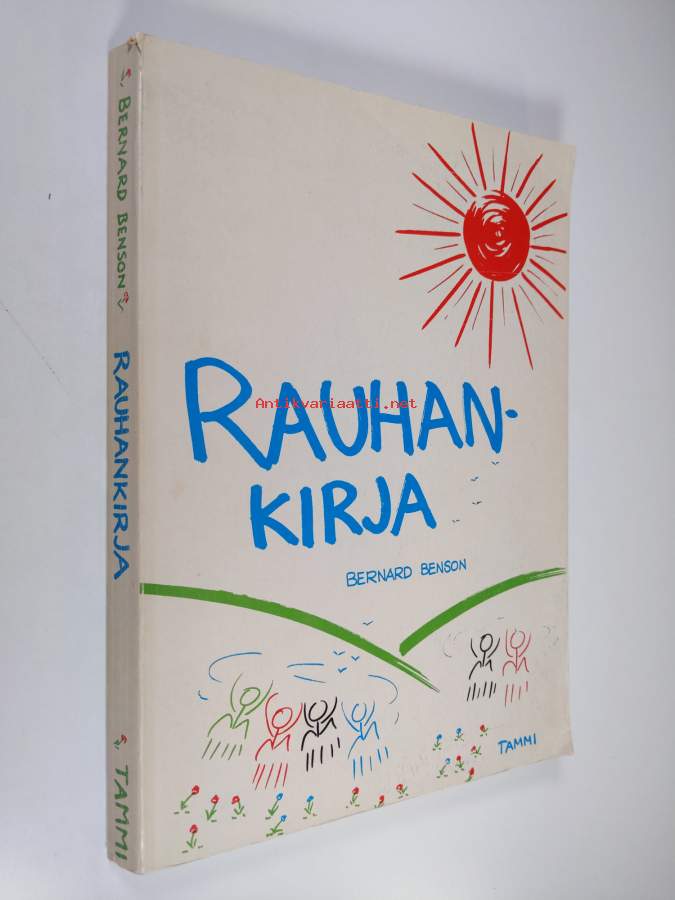 BERNARD BENSON
RAUHANKIRJA
TAMMI
RAUHAN-
KIRJA
BERNARD BENSON
TAMMI
Antikvariaatti.net